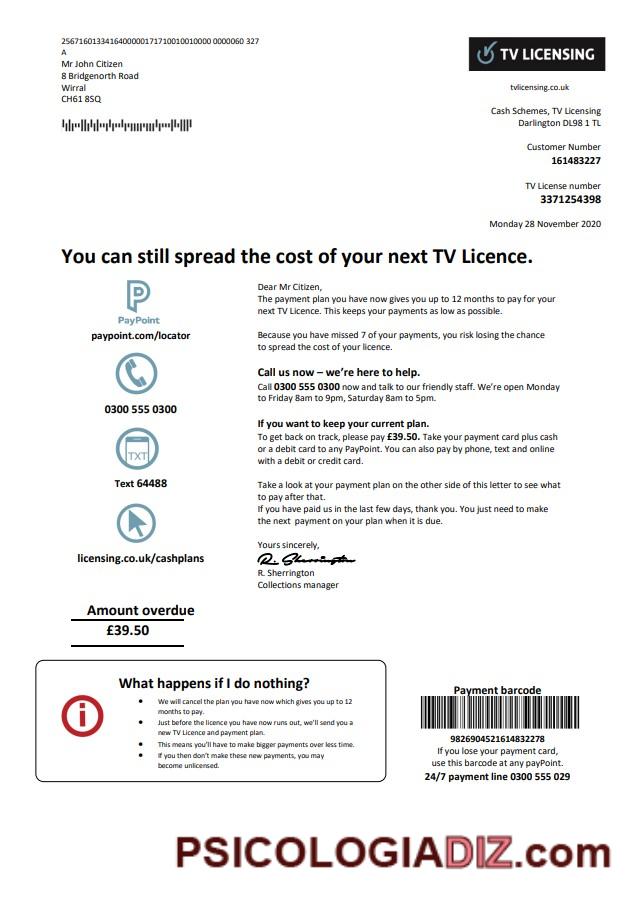 25671601334164000001717100100100000 0000060 327
A
Mr John Citizen
8 Bridgenorth Road
Wirral
CH61 8SQ
TV LICENSING
tvlicensing.co.uk
Cash Schemes, TV Licensing
Darlington DL98 1 TL
Customer Number
161483227
TV License number
3371254398
Monday 28 November 2020
You can still spread the cost of your next TV Licence.
PayPoint
paypoint.com/locator
0300 555 0300
TXT
Text 64488
licensing.co.uk/cashplans
Dear Mr Citizen,
The payment plan you have now gives you up to 12 months to pay for your
next TV Licence. This keeps your payments as low as possible.
Because you have missed 7 of your payments, you risk losing the chance
to spread the cost of your licence.
Call us now – we’re here to help.
Call 0300 555 0300 now and talk to our friendly staff. We’re open Monday
to Friday 8am to 9pm, Saturday 8am to 5pm.
If you want to keep your current plan.
To get back on track, please pay £39.50. Take your payment card plus cash
or a debit card to any PayPoint. You can also pay by phone, text and online
with a debit or credit card.
Take a look at your payment plan on the other side of this letter to see what
to pay after that.
If you have paid us in the last few days, thank you. You just need to make
the next payment on your plan when it is due.
Yours sincerely,
R. Sherrington
R. Sherrington
Collections manager
Amount overdue
£39.50
What happens if I do nothing?
• We will cancel the plan you have now which gives you up to 12
months to pay.
• Just before the licence you have now runs out, we’ll send you a
new TV Licence and payment plan.
• This means you’ll have to make bigger payments over less time.
• If you then don’t make these new payments, you may
become unlicensed.
Payment barcode
9826904521614832278
If you lose your payment card,
use this barcode at any payPoint.
24/7 payment line 0300 555 029
PSICOLOGIADIZ.com